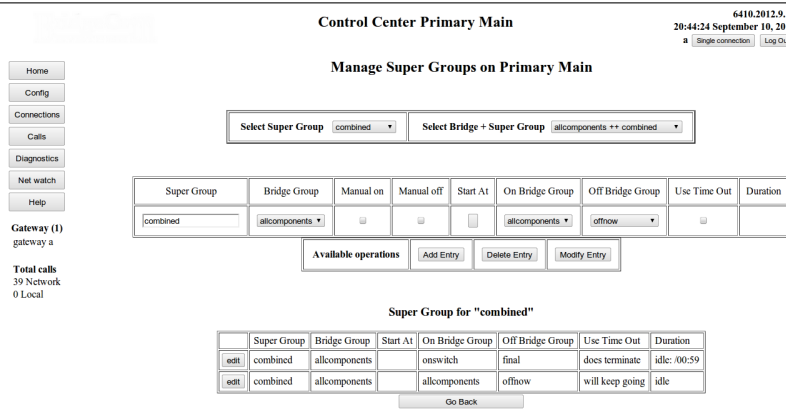 Control Center Primary Main
6410.2012.9.
20:44:24 September 10, 20
a Single connection Log Ou
Manage Super Groups on Primary Main
Home
Config
Connections
Calls
Diagnostics
Net watch
Help
Gateway (1)
gateway a
Total calls
39 Network
0 Local
Select Super Group combined Select Bridge + Super Group allcomponents ++ combined
Super Group Bridge Group Manual on Manual off Start At On Bridge Group Off Bridge Group Use Time Out Duration
combined allcomponents allcomponents offnow
Available operations Add Entry Delete Entry Modify Entry
Super Group for "combined"
Super Group Bridge Group Start At On Bridge Group Off Bridge Group Use Time Out Duration
edit combined allcomponents onswitch final does terminate idle: /00:59
edit combined allcomponents allcomponents offnow will keep going idle
Go Back